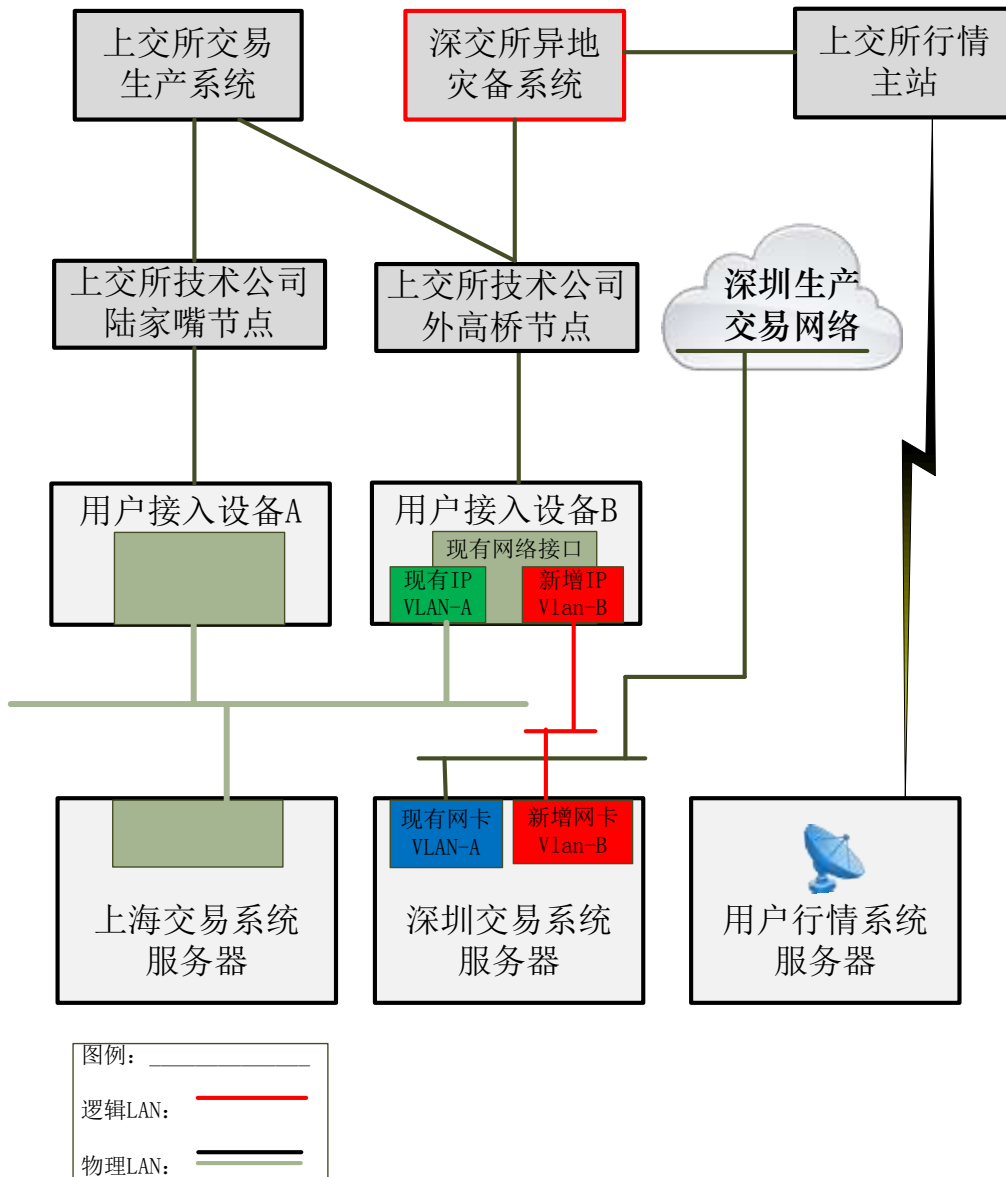 上交所交易
生产系统
深交所异地
灾备系统
上交所行情
主站
上交所技术公司
陆家嘴节点
上交所技术公司
外高桥节点
深圳生产
交易网络
用户接入设备A
用户接入设备B
现有网络接口
现有IP
VLAN-A
新增IP
Vlan-B
现有网卡
VLAN-A
新增网卡
Vlan-B
上海交易系统
服务器
深圳交易系统
服务器
用户行情系统
服务器
图例：______________
逻辑LAN：
物理LAN：